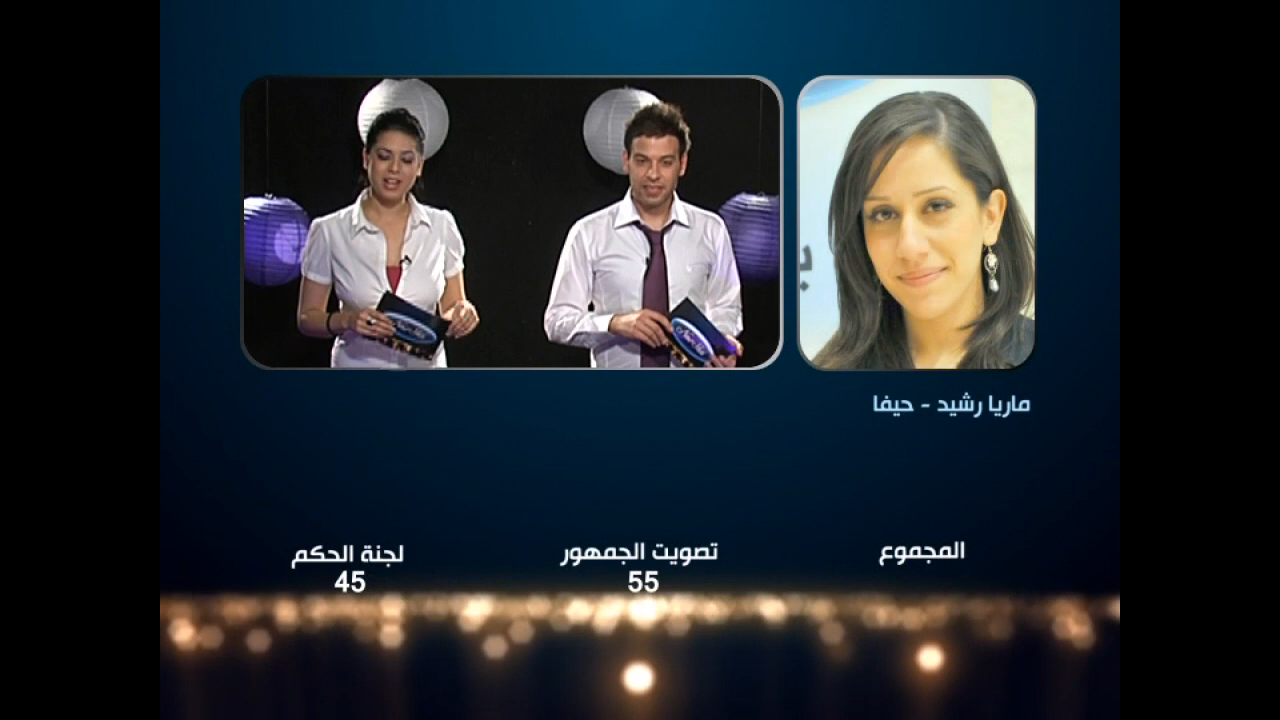 ماريا رشيد - حيفا
المجموع
تصويت الجمهور
55
لجنة الحكم
45